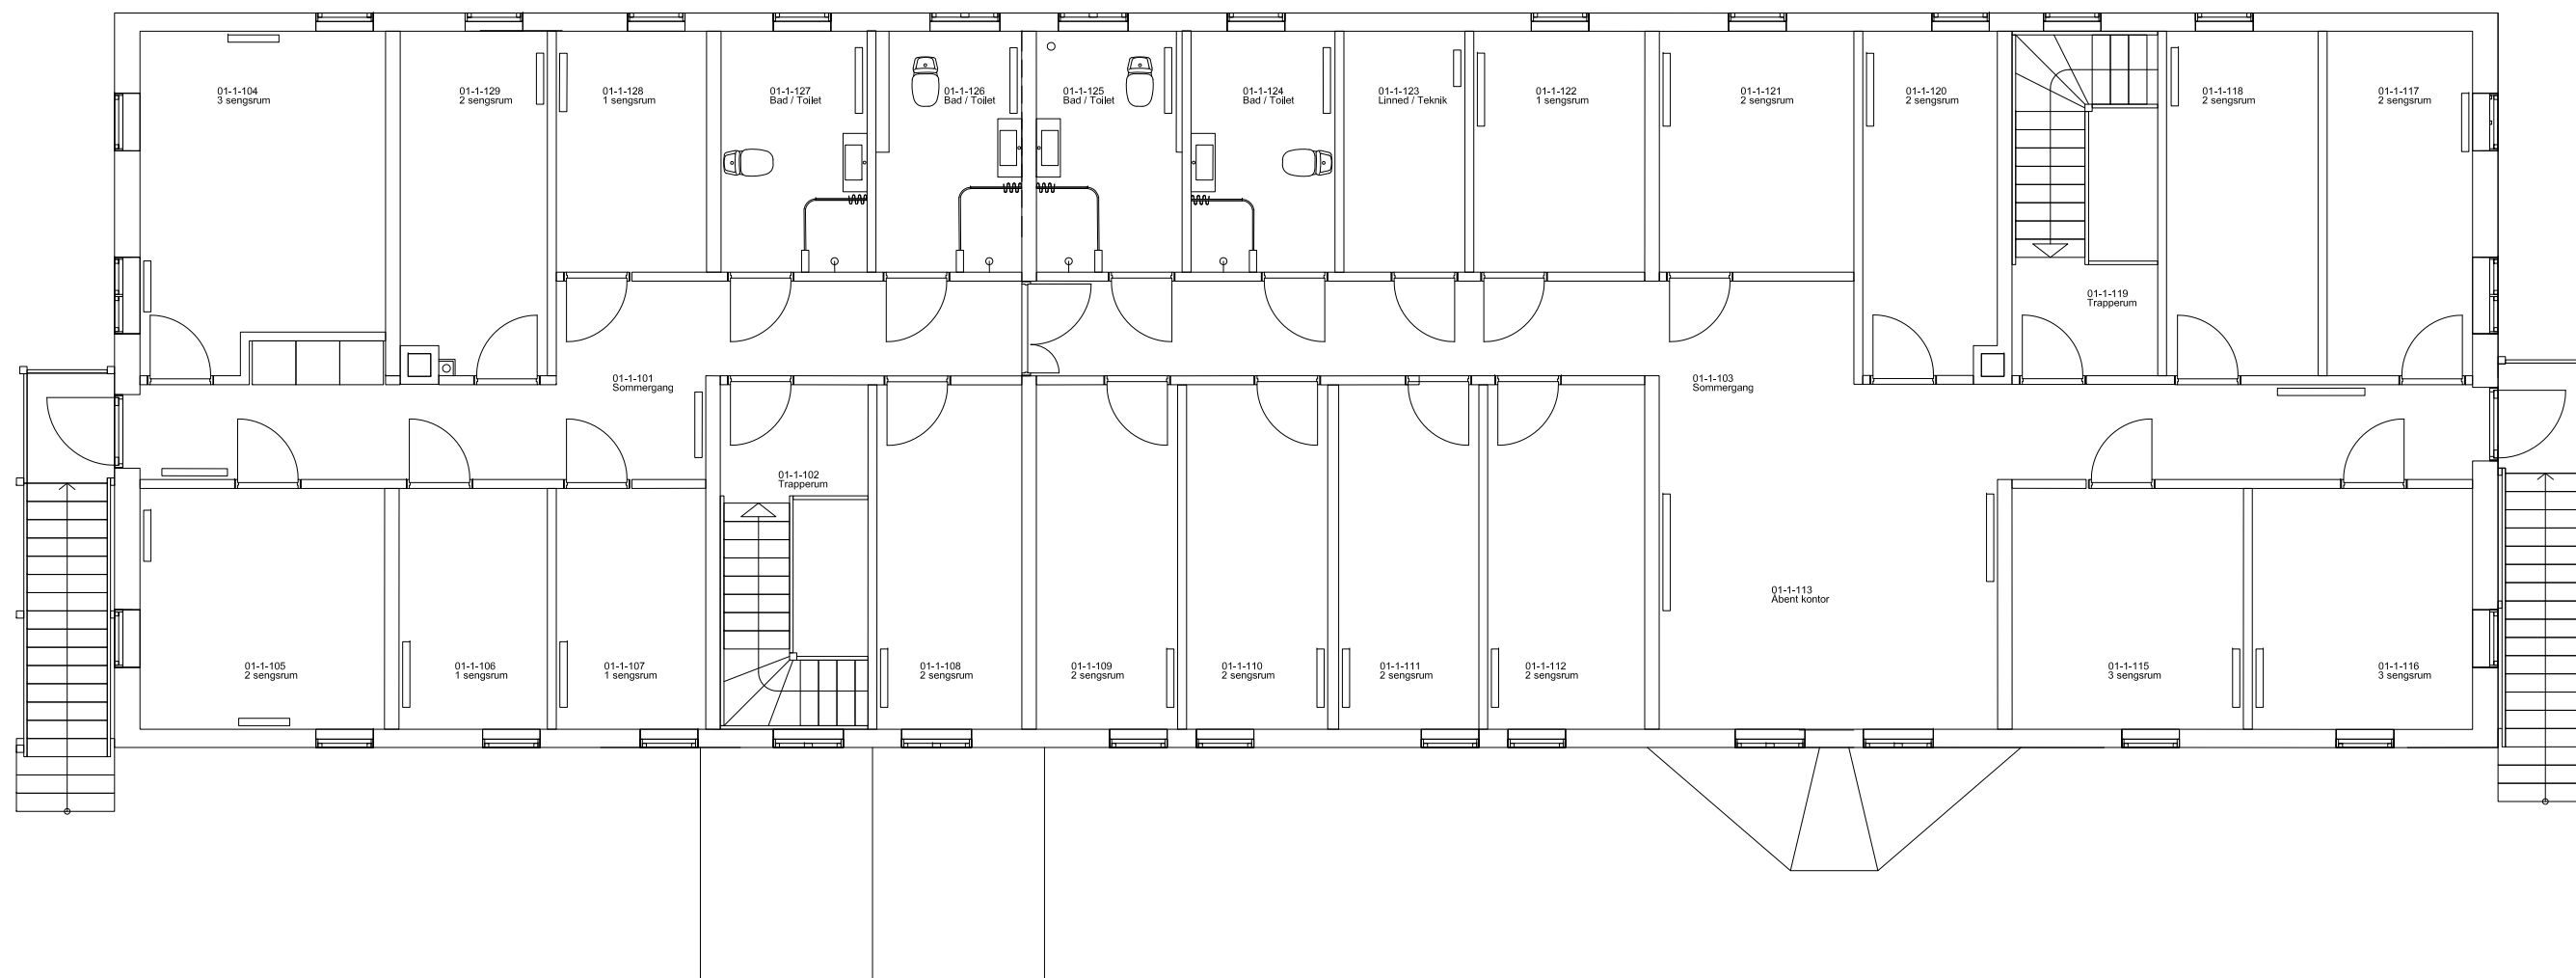 01-1-104
3 sengsrum
01-1-129
2 sengsrum
01-1-128
1 sengsrum
01-1-127
Bad / Toilet
01-1-126
Bad / Toilet
01-1-125
Bad / Toilet
01-1-124
Bad / Toilet
01-1-123
Linned / Teknik
01-1-122
1 sengsrum
01-1-121
2 sengsrum
01-1-120
2 sengsrum
01-1-118
2 sengsrum
01-1-117
2 sengsrum
01-1-119
Trapperum
01-1-101
Sommergang
01-1-103
Sommergang
01-1-102
Trapperum
01-1-113
Åbent kontor
01-1-105
2 sengsrum
01-1-106
1 sengsrum
01-1-107
1 sengsrum
01-1-108
2 sengsrum
01-1-109
2 sengsrum
01-1-110
2 sengsrum
01-1-111
2 sengsrum
01-1-112
2 sengsrum
01-1-115
3 sengsrum
01-1-116
3 sengsrum